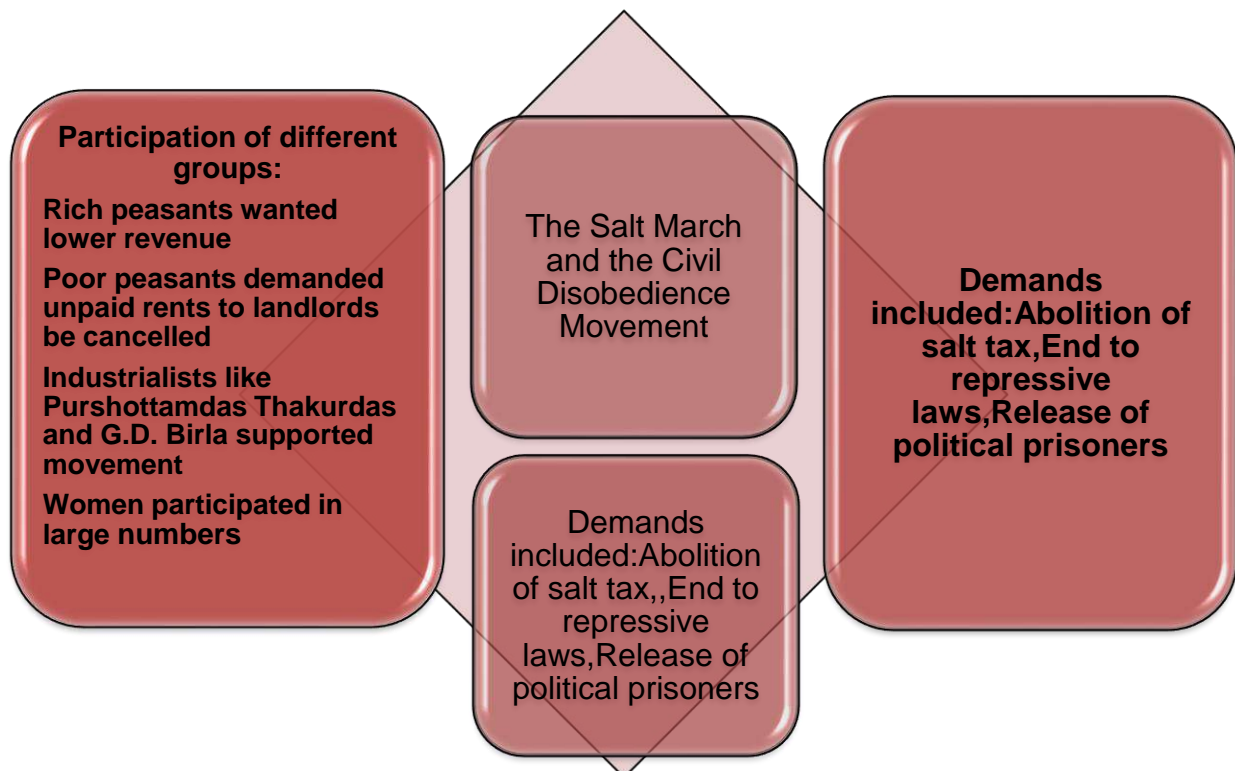 Participation of different
groups:
Rich peasants wanted
lower revenue
Poor peasants demanded
unpaid rents to landlords
be cancelled
Industrialists like
Purshottamdas Thakurdas
and G.D. Birla supported
movement
Women participated in
large numbers
The Salt March
and the Civil
Disobedience
Movement
Demands
included:Abolition
of salt tax,,End to
repressive
laws,Release of
political prisoners
Demands
included:Abolition of
salt tax,End to
repressive
laws,Release of
political prisoners